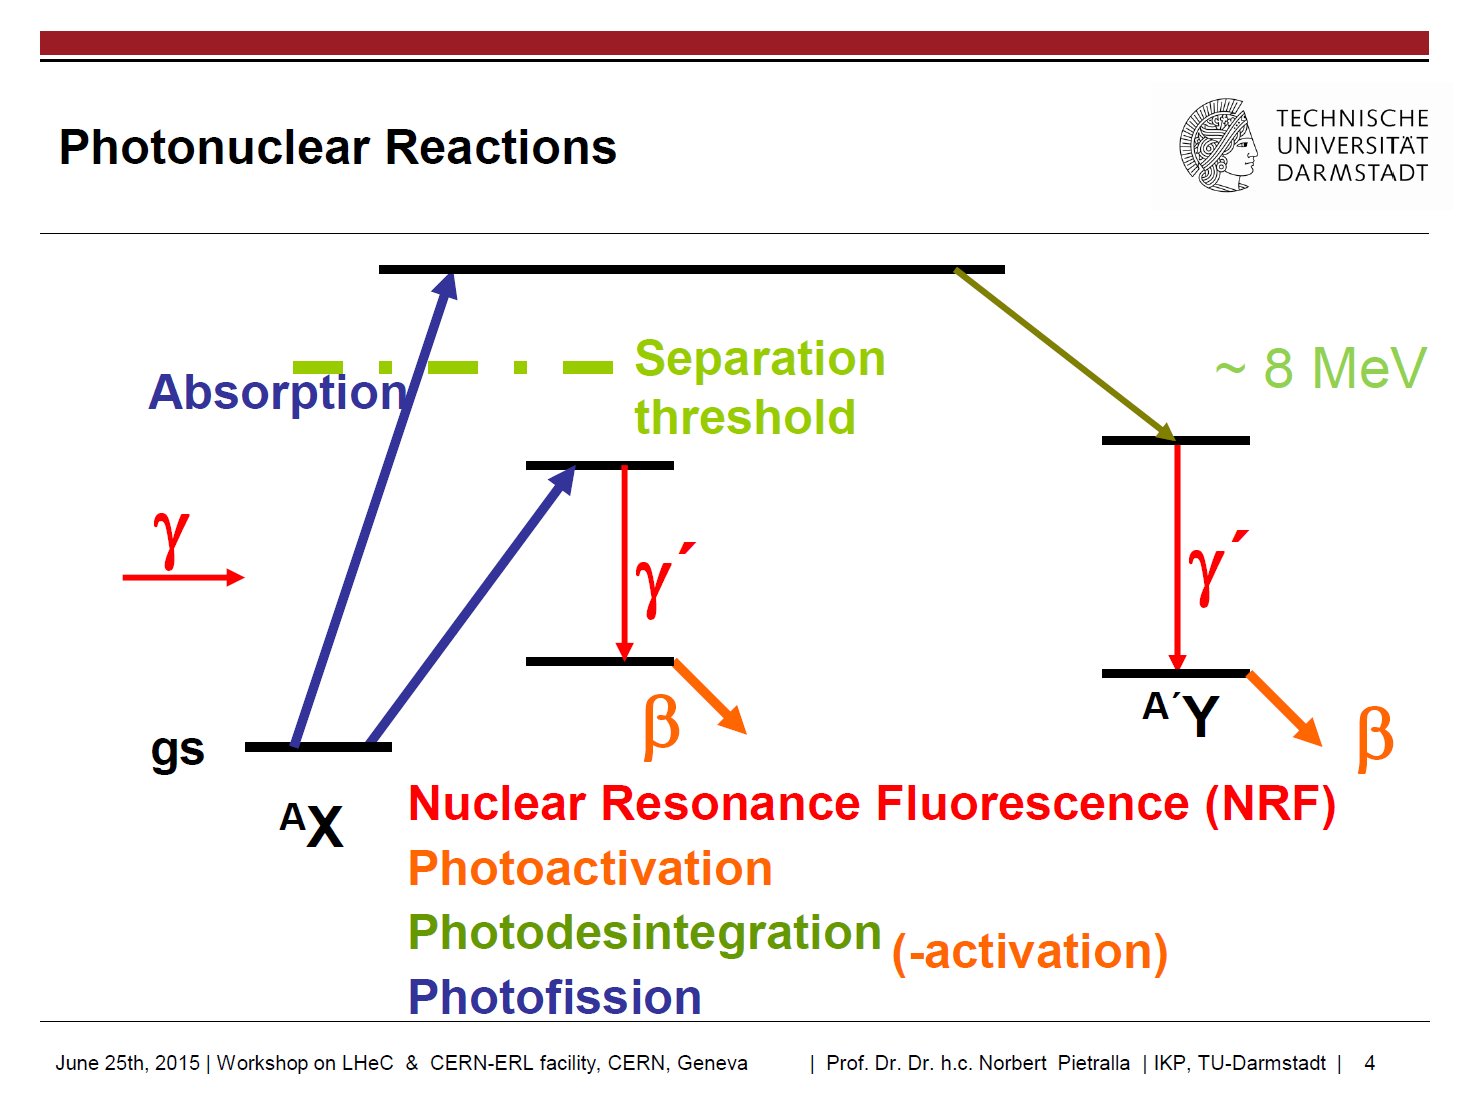 Photonuclear Reactions
TECHNISCHE
UNIVERSITÄT
DARMSTADT
Separation
threshold
~ 8 MeV
Absorption
γ
γ´
γ´
β
A´Y
β
gs
AX
Nuclear Resonance Fluorescence (NRF)
Photoactivation
Photodesintegration (-activation)
Photofission
June 25th, 2015 | Workshop on LHeC & CERN-ERL facility, CERN, Geneva | Prof. Dr. Dr. h.c. Norbert Pietralla | IKP, TU-Darmstadt | 4